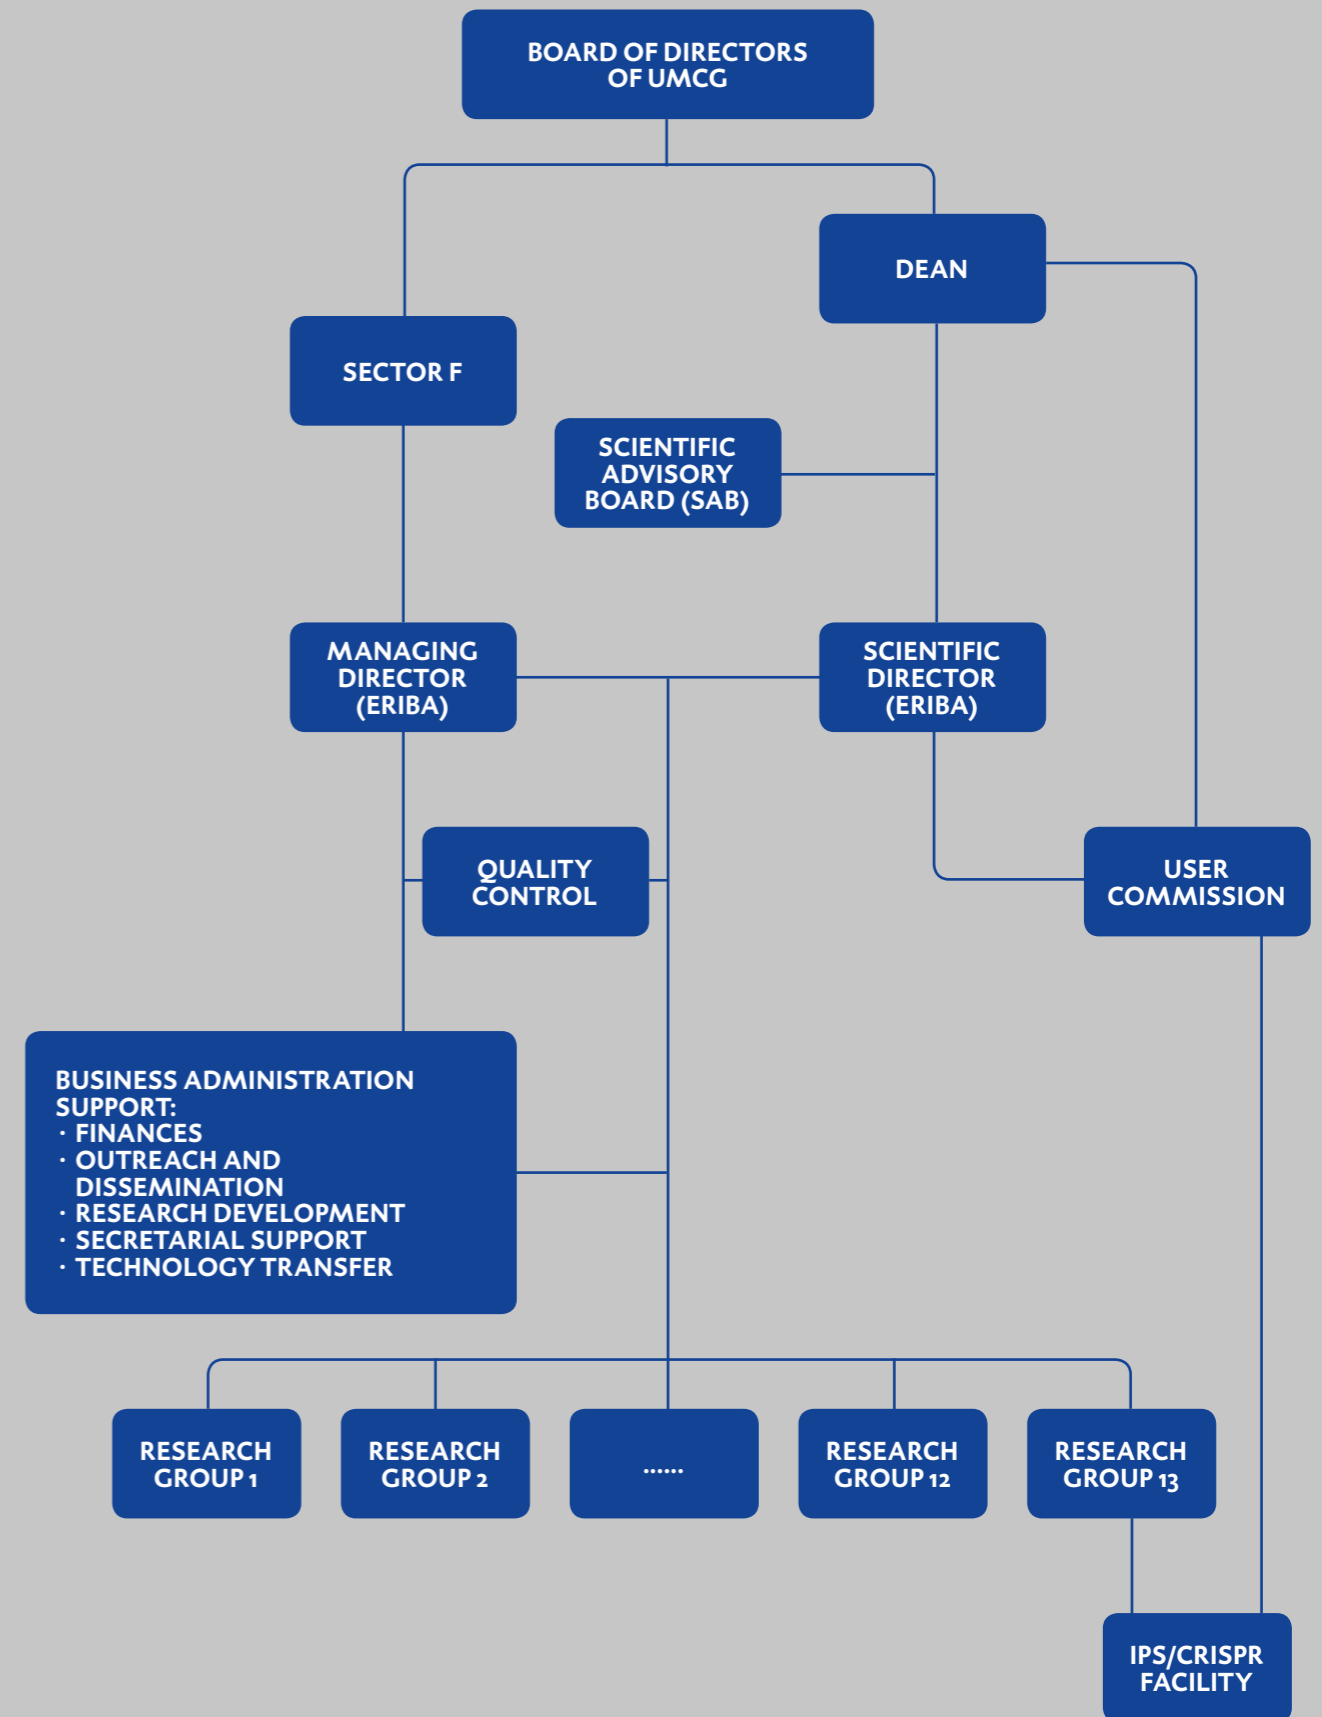 BOARD OF DIRECTORS
OF UMCG
DEAN
SECTOR F
SCIENTIFIC
ADVISORY
BOARD (SAB)
MANAGING
DIRECTOR
(ERIBA)
SCIENTIFIC
DIRECTOR
(ERIBA)
QUALITY
CONTROL
USER
COMMISSION
BUSINESS ADMINISTRATION
SUPPORT:
· FINANCES
· OUTREACH AND
DISSEMINATION
· RESEARCH DEVELOPMENT
· SECRETARIAL SUPPORT
· TECHNOLOGY TRANSFER
RESEARCH
GROUP 1
RESEARCH
GROUP 2
......
RESEARCH
GROUP 12
RESEARCH
GROUP 13
IPS/CRISPR
FACILITY